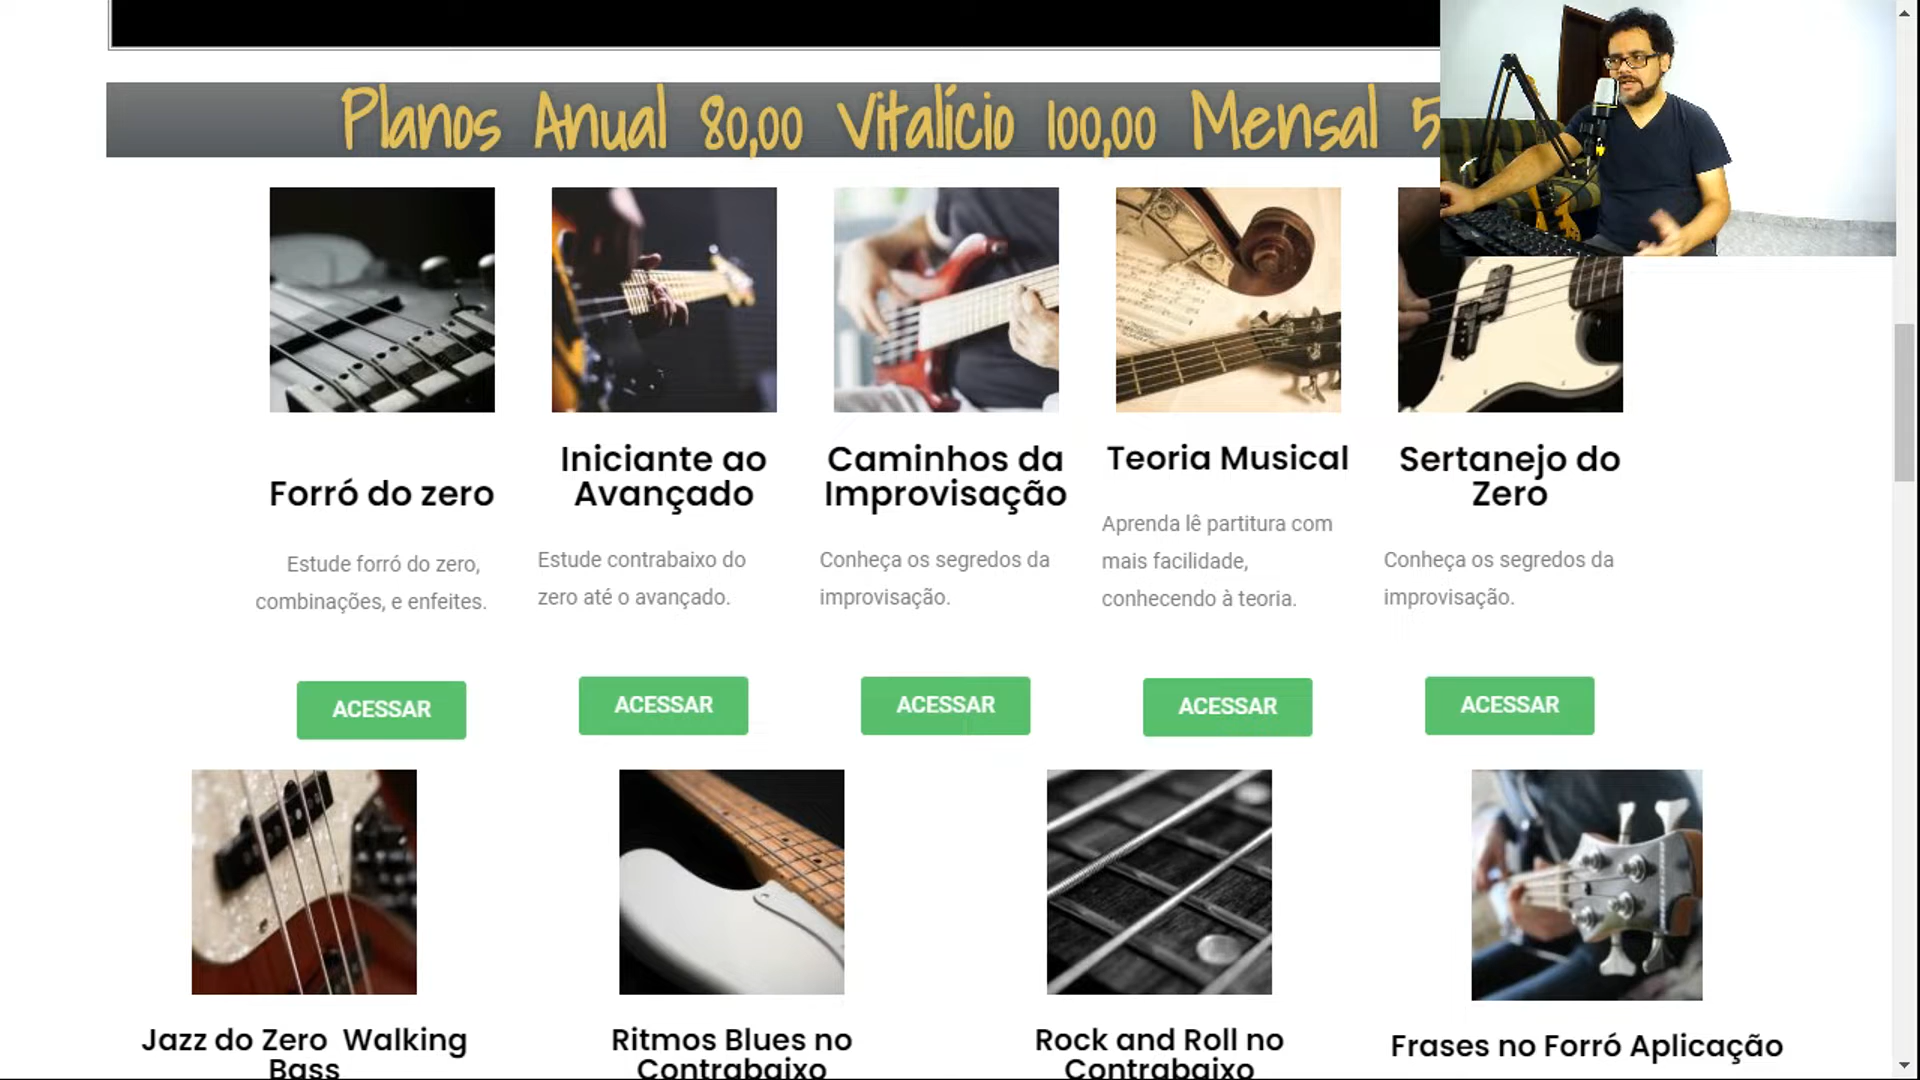 Planos Anual 80,00 Vitalício 100,00 Mensal 5
Forró do zero
Estude forró do zero,
combinações, e enfeites.
ACESSAR
Iniciante ao
Avançado
Estude contrabaixo do
zero até o avançado.
ACESSAR
Caminhos da
Improvisação
Conheça os segredos da
improvisação.
ACESSAR
Teoria Musical
Aprenda lê partitura com
mais facilidade,
conhecendo à teoria.
ACESSAR
Sertanejo do
Zero
Conheça os segredos da
improvisação.
ACESSAR
Jazz do Zero Walking
Bass
Ritmos Blues no
Contrabaixo
Rock and Roll no
Contrabaixo
Frases no Forró Aplicação